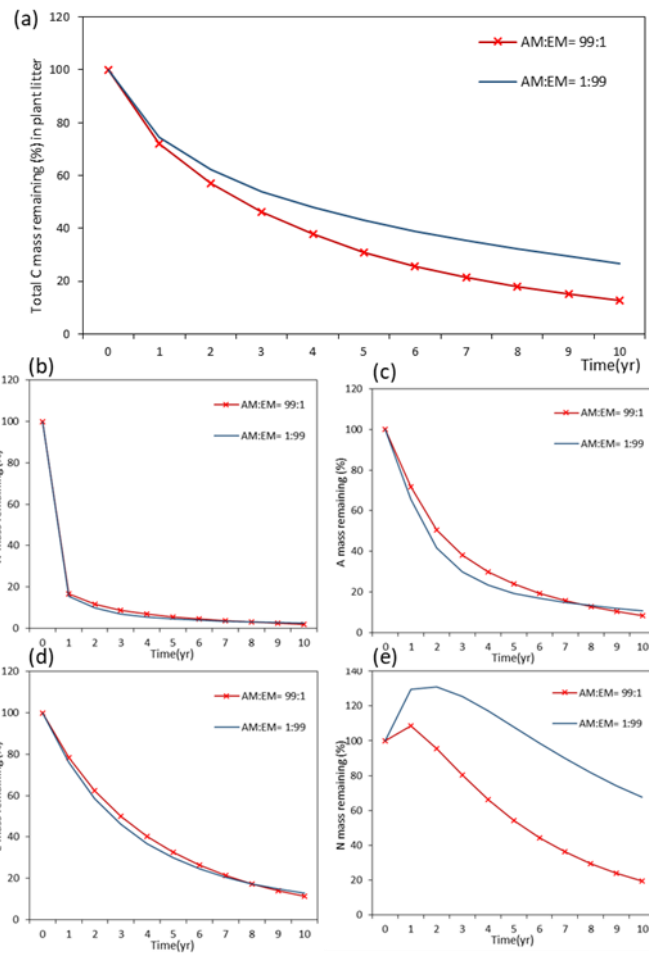 (a)
Total C mass remaining (%) in plant litter
120
100
80
60
40
20
0
AM:EM= 99:1
AM:EM= 1:99
0 1 2 3 4 5 6 7 8 9 10
Time(yr)
(b)
120
100
80
60
40
20
0
mass remaining
AM:EM= 99:1
AM:EM= 1:99
0 1 2 3 4 5 6 7 8 9 10
Time(yr)
(c)
A mass remaining (%)
120
100
80
60
40
20
0
AM:EM= 99:1
AM:EM= 1:99
0 1 2 3 4 5 6 7 8 9 10
Time(yr)
(d)
mass remaining (%)
120
100
80
60
40
20
0
AM:EM= 99:1
AM:EM= 1:99
0 1 2 3 4 5 6 7 8 9 10
Time(yr)
(e)
N mass remaining (%)
140
120
100
80
60
40
20
0
AM:EM= 99:1
AM:EM= 1:99
0 1 2 3 4 5 6 7 8 9 10
Time(yr)